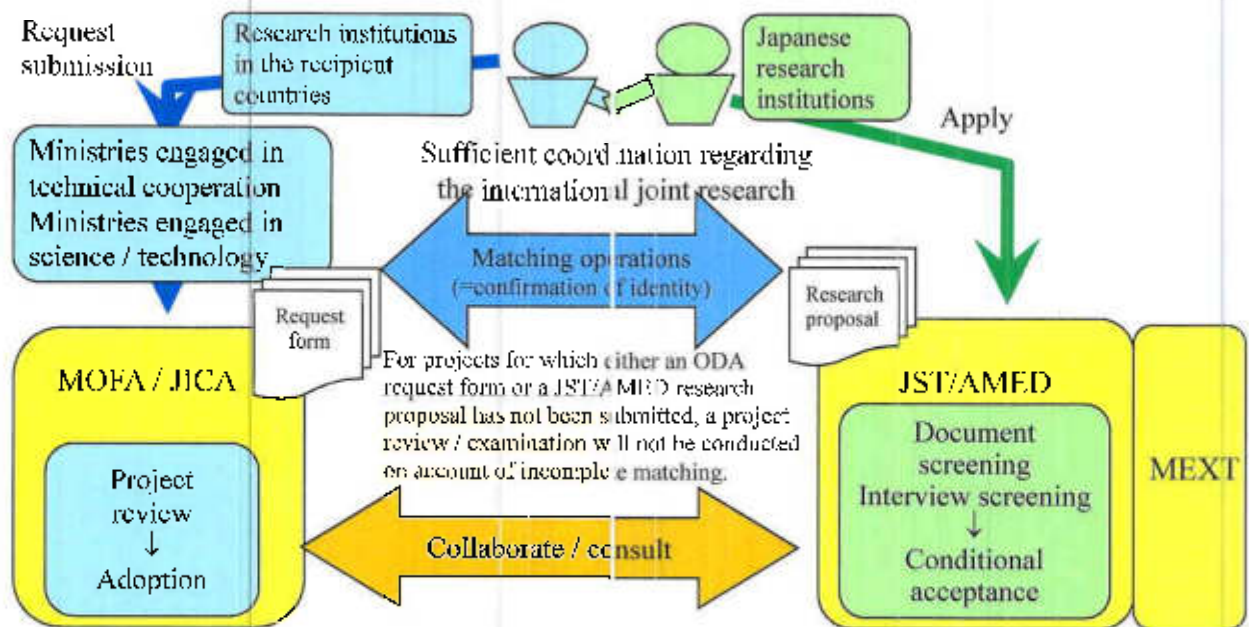 Request
submission
Research institutions
in the recipient
countries
Japanese
research
institutions
Apply
Ministries engaged in
technical cooperation
Ministries engaged in
science / technology
Sufficient coordination regarding
the international joint research
Matching operations
(=confirmation of identity)
Request
form
Research
proposal
For projects for which either an ODA
request form or a JST/AMED research
proposal has not been submitted, a project
review / examination will not be conducted
on account of incomplete matching.
MOFA / JICA
Project
review
↓
Adoption
Collaborate / consult
JST/AMED
Document
screening
Interview screening
↓
Conditional
acceptance
MEXT